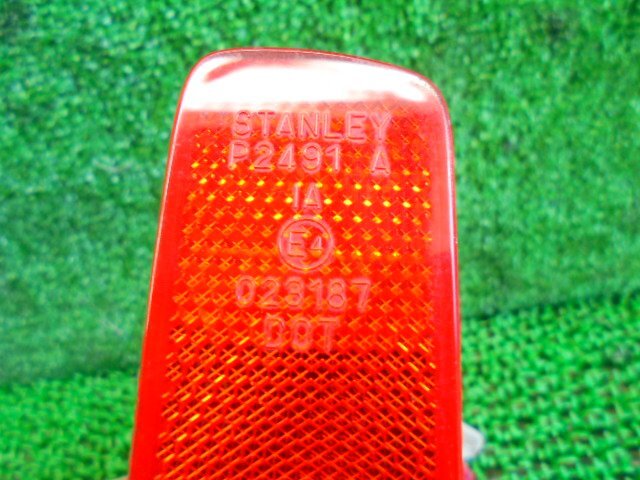 STANLEY
P2491 A
IA
E4
023187
DOT